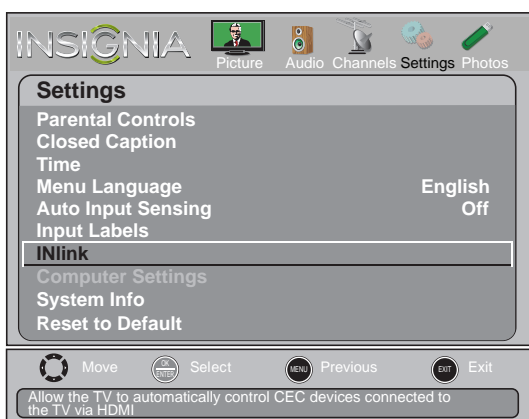 INSIGNIA
Picture Audio Channels Settings Photos
Settings
Parental Controls
Closed Caption
Time
Menu Language English
Auto Input Sensing Off
Input Labels
INlink
Computer Settings
System Info
Reset to Default
Move OK ENTER Select MENU Previous EXIT Exit
Allow the TV to automatically control CEC devices connected to
the TV via HDMI